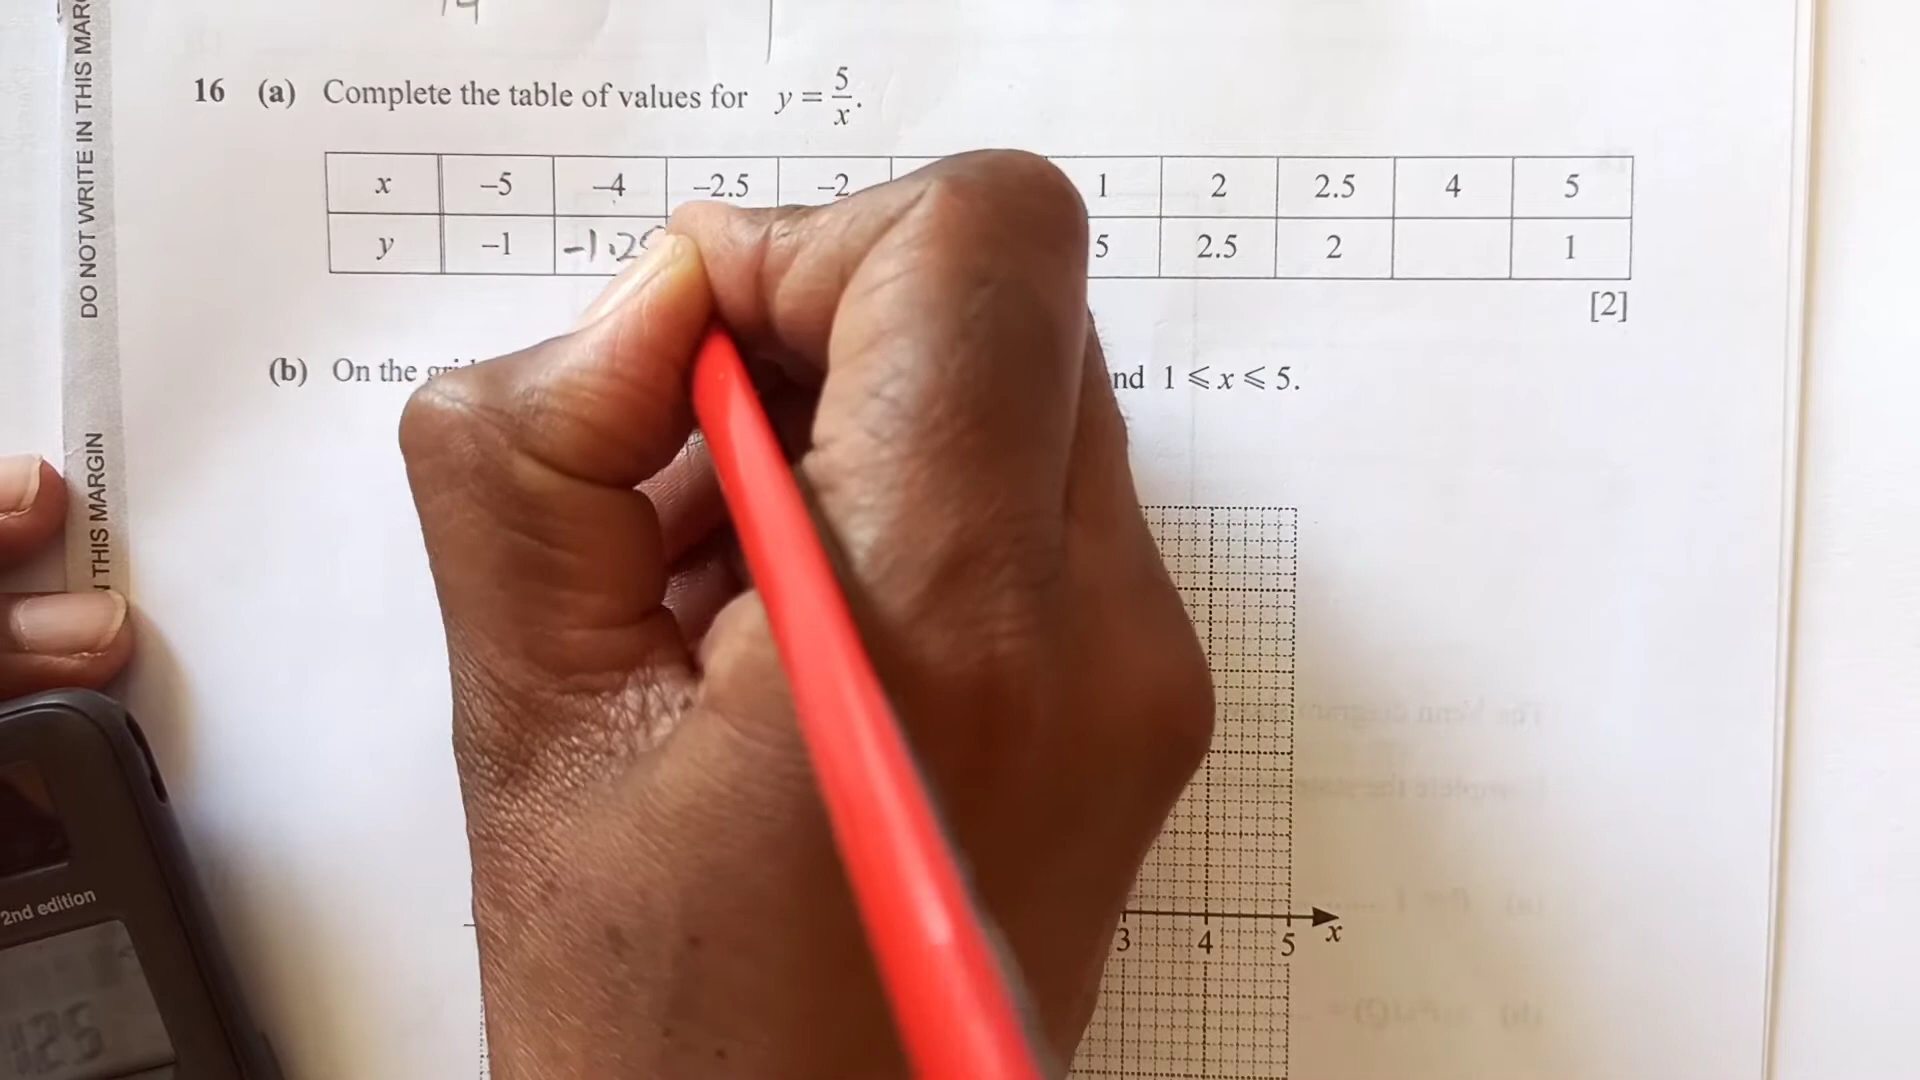 DO NOT WRITE IN THIS MAR
THIS MARGIN
16 (a) Complete the table of values for y = 5/x.
x −5 −4 −2.5 −2 1 2 2.5 4 5
y −1 −1.25 5 2.5 2 1
[2]
(b) On the nd 1 ⩽ x ⩽ 5.
3 4 5 x
2nd edition